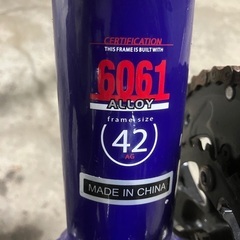 CERTIFICATION
THIS FRAME IS BUILT WITH
6061
ALLOY
frame size
42
AG
MADE IN CHINA